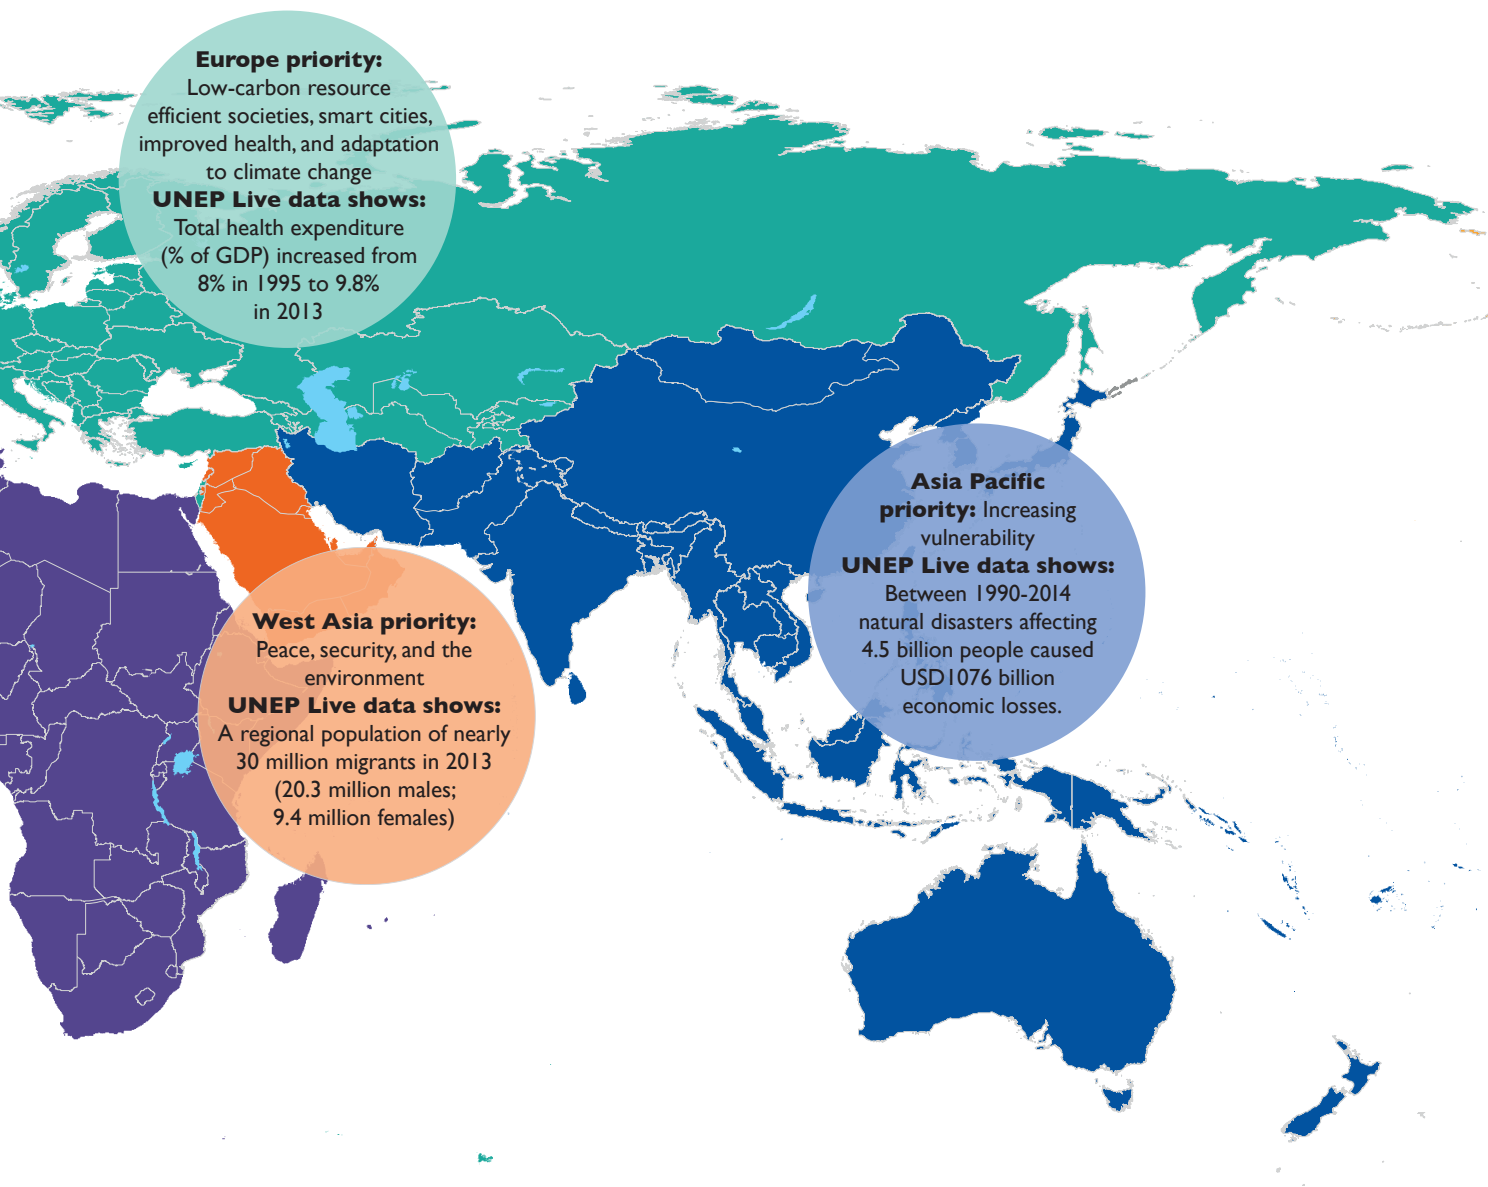 Europe priority:
Low-carbon resource
efficient societies, smart cities,
improved health, and adaptation
to climate change
UNEP Live data shows:
Total health expenditure
(% of GDP) increased from
8% in 1995 to 9.8%
in 2013
Asia Pacific
priority: Increasing
vulnerability
UNEP Live data shows:
Between 1990-2014
natural disasters affecting
4.5 billion people caused
USD1076 billion
economic losses.
West Asia priority:
Peace, security, and the
environment
UNEP Live data shows:
A regional population of nearly
30 million migrants in 2013
(20.3 million males;
9.4 million females)